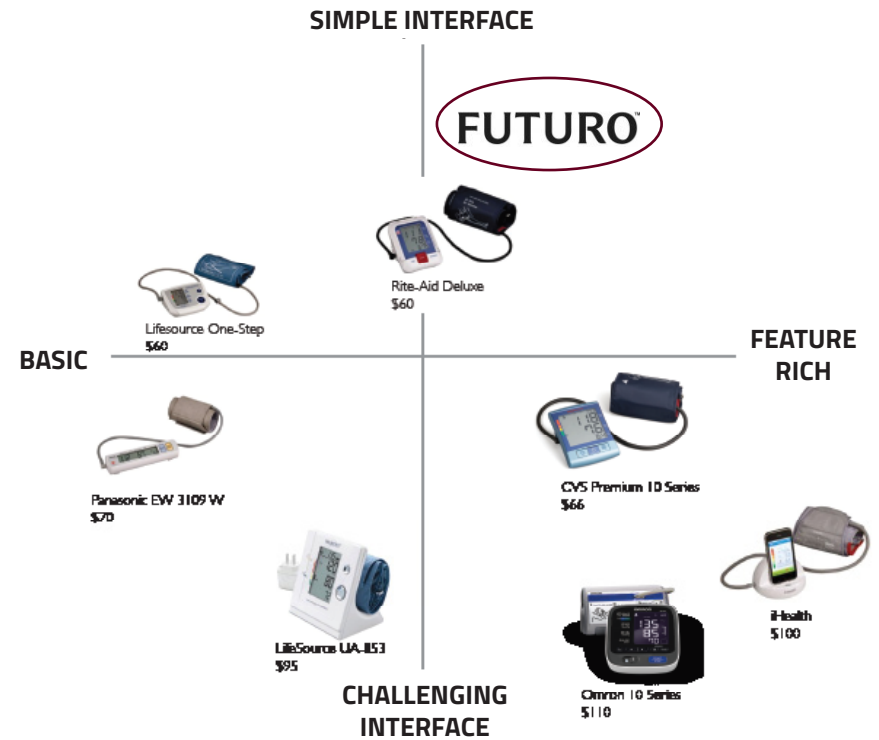 SIMPLE INTERFACE
FUTURO™
Rite-Aid Deluxe
$60
Lifesource One-Step
$60
BASIC
FEATURE
RICH
Panasonic EW 3109 W
$70
CVS Premium 10 Series
$66
LifeSource UA-853
$95
iHealth
$100
Omron 10 Series
$110
CHALLENGING
INTERFACE